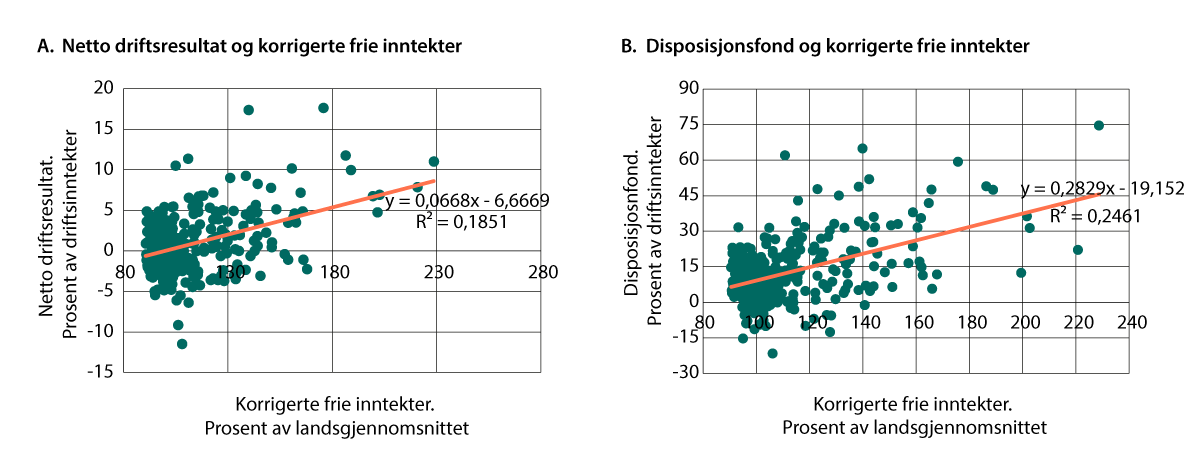 A. Netto driftsresultat og korrigerte frie inntekter
Netto driftsresultat.
Prosent av driftsinntekter
20
15
10
5
0
-5
-10
-15
80
130
180
230
280
y = 0,0668x - 6,6669
R² = 0,1851
Korrigerte frie inntekter.
Prosent av landsgjennomsnittet
B. Disposisjonsfond og korrigerte frie inntekter
Disposisjosnfond.
Prosent av driftsinntekter
90
75
60
45
30
15
0
-15
-30
80
100
120
140
160
180
200
220
240
y = 0,2829x - 19,152
R² = 0,2461
Korrigerte frie inntekter.
Prosent av landsgjennomsnittet